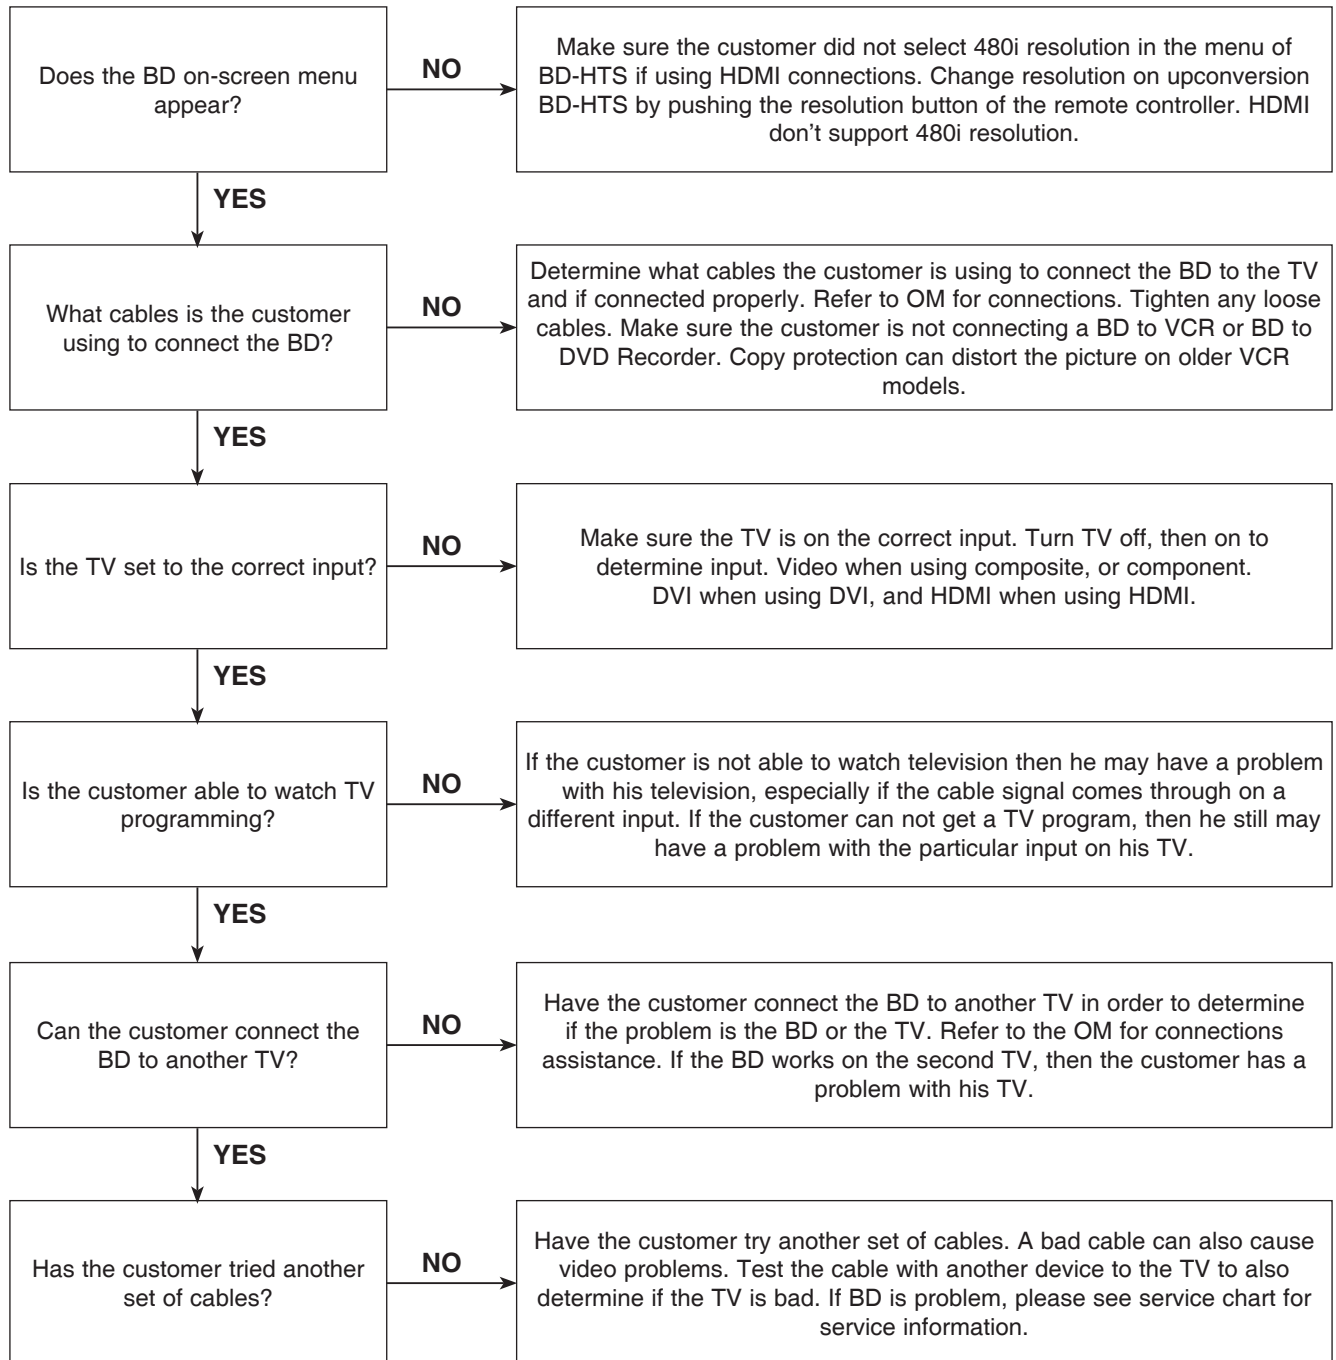 Does the BD on-screen menu
appear?
NO
Make sure the customer did not select 480i resolution in the menu of
BD-HTS if using HDMI connections. Change resolution on upconversion
BD-HTS by pushing the resolution button of the remote controller. HDMI
don't support 480i resolution.
YES
What cables is the customer
using to connect the BD?
NO
Determine what cables the customer is using to connect the BD to the TV
and if connected properly. Refer to OM for connections. Tighten any loose
cables. Make sure the customer is not connecting a BD to VCR or BD to
DVD Recorder. Copy protection can distort the picture on older VCR
models.
YES
Is the TV set to the correct input?
NO
Make sure the TV is on the correct input. Turn TV off, then on to
determine input. Video when using composite, or component.
DVI when using DVI, and HDMI when using HDMI.
YES
Is the customer able to watch TV
programming?
NO
If the customer is not able to watch television then he may have a problem
with his television, especially if the cable signal comes through on a
different input. If the customer can not get a TV program, then he still may
have a problem with the particular input on his TV.
YES
Can the customer connect the
BD to another TV?
NO
Have the customer connect the BD to another TV in order to determine
if the problem is the BD or the TV. Refer to the OM for connections
assistance. If the BD works on the second TV, then the customer has a
problem with his TV.
YES
Has the customer tried another
set of cables?
NO
Have the customer try another set of cables. A bad cable can also cause
video problems. Test the cable with another device to the TV to also
determine if the TV is bad. If BD is problem, please see service chart for
service information.